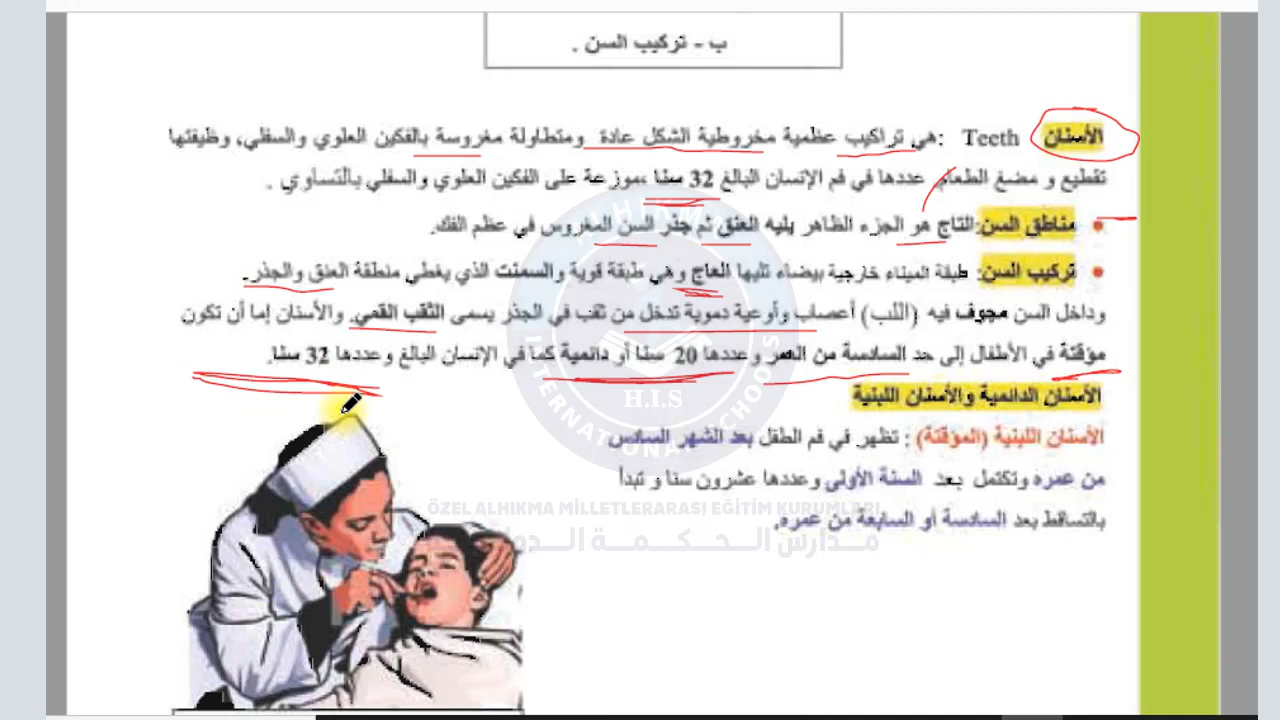 ب - تركيب السن .
الأسنان Teeth :هي تراكيب عظمية مخروطية الشكل عادة ومتطاولة مغروسة بالفكين العلوي والسفلي، وظيفتها
تقطيع و مضغ الطعام، عددها في فم الإنسان البالغ 32 سنا موزعة على الفكين العلوي والسفلي بالتساوي .
• مناطق السن:التاج هو الجزء الظاهر يليه العنق ثم جذر السن المغروس في عظم الفك.
• تركيب السن: طبقة الميناء خارجية بيضاء تليها العاج وهي طبقة قوية والسمنت الذي يغطي منطقة العنق والجذر.
وداخل السن مجوف فيه (اللب) أعصاب وأوعية دموية تدخل من ثقب في الجذر يسمى الثقب القمي. والأسنان إما أن تكون
مؤقتة في الأطفال إلى حد السادسة من العمر وعددها 20 سنا أو دائمية كما في الإنسان البالغ وعددها 32 سنا.
الأسنان الدائمية والأسنان اللبنية
الأسنان اللبنية (المؤقتة) : تظهر في فم الطفل بعد الشهر السادس
من عمره وتكتمل بعد السنة الأولى وعددها عشرون سنا و تبدأ
بالتساقط بعد السادسة أو السابعة من عمره.
ALHIKMA
H.I.S
INTERNATIONAL SCHOOLS
ÖZEL ALHIKMA MİLLETLERARASI EĞİTİM KURUMLARI
مدارس الحكمة